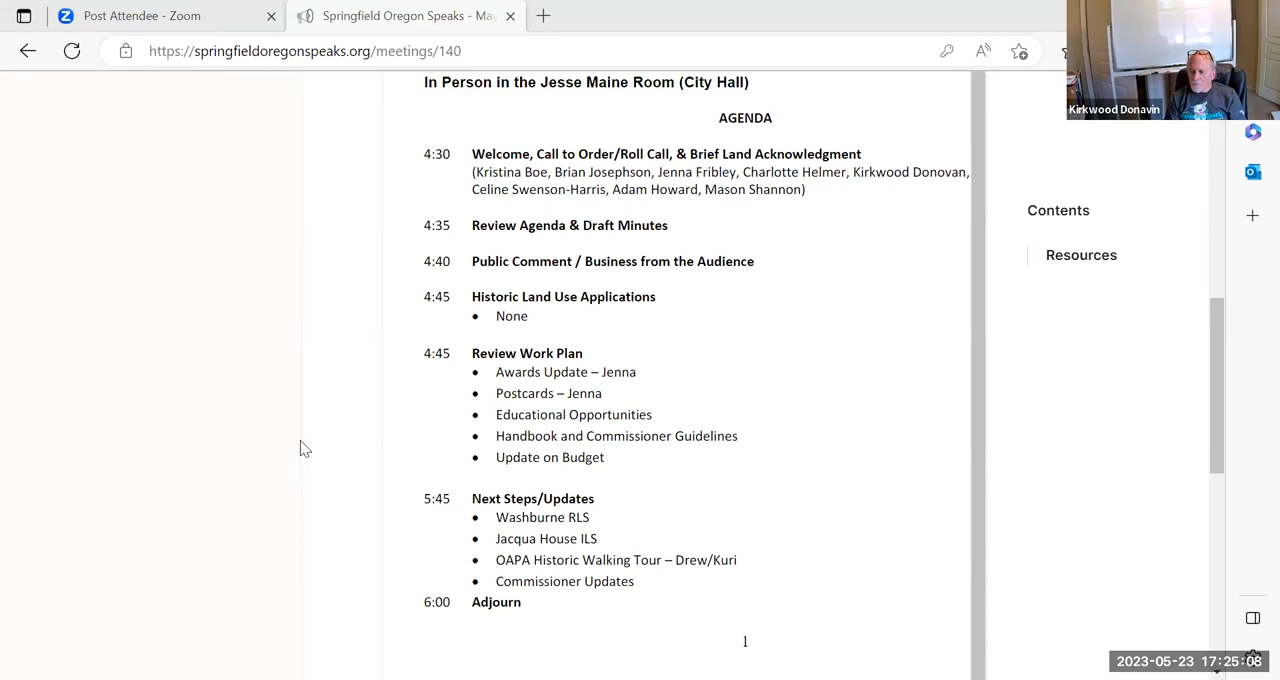 Post Attendee - Zoom
Springfield Oregon Speaks - May
https://springfieldoregonspeaks.org/meetings/140
Kirkwood Donavin
In Person in the Jesse Maine Room (City Hall)
AGENDA
4:30 Welcome, Call to Order/Roll Call, & Brief Land Acknowledgment
(Kristina Boe, Brian Josephson, Jenna Fribley, Charlotte Helmer, Kirkwood Donovan,
Celine Swenson-Harris, Adam Howard, Mason Shannon)
4:35 Review Agenda & Draft Minutes
4:40 Public Comment / Business from the Audience
4:45 Historic Land Use Applications
• None
4:45 Review Work Plan
• Awards Update – Jenna
• Postcards – Jenna
• Educational Opportunities
• Handbook and Commissioner Guidelines
• Update on Budget
5:45 Next Steps/Updates
• Washburne RLS
• Jacqua House ILS
• OAPA Historic Walking Tour – Drew/Kuri
• Commissioner Updates
6:00 Adjourn
1
Contents
Resources
2023-05-23 17:25:08